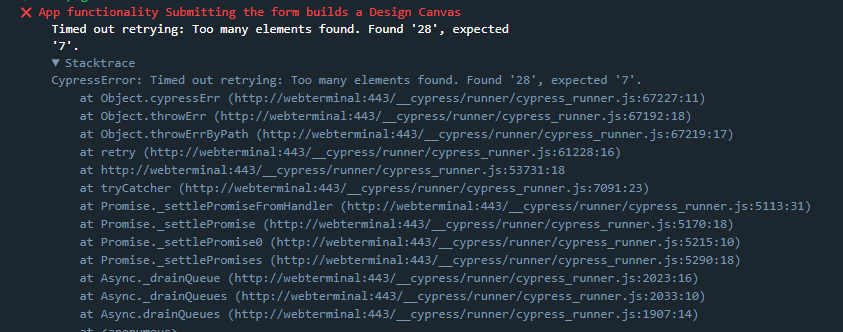 ✕ App functionality Submitting the form builds a Design Canvas
Timed out retrying: Too many elements found. Found '28', expected
'7'.
▼ Stacktrace
CypressError: Timed out retrying: Too many elements found. Found '28', expected '7'.
at Object.cypressErr (http://webterminal:443/__cypress/runner/cypress_runner.js:67227:11)
at Object.throwErr (http://webterminal:443/__cypress/runner/cypress_runner.js:67192:18)
at Object.throwErrByPath (http://webterminal:443/__cypress/runner/cypress_runner.js:67219:17)
at retry (http://webterminal:443/__cypress/runner/cypress_runner.js:61228:16)
at http://webterminal:443/__cypress/runner/cypress_runner.js:53731:18
at tryCatcher (http://webterminal:443/__cypress/runner/cypress_runner.js:7091:23)
at Promise._settlePromiseFromHandler (http://webterminal:443/__cypress/runner/cypress_runner.js:5113:31)
at Promise._settlePromise (http://webterminal:443/__cypress/runner/cypress_runner.js:5170:18)
at Promise._settlePromise0 (http://webterminal:443/__cypress/runner/cypress_runner.js:5215:10)
at Promise._settlePromises (http://webterminal:443/__cypress/runner/cypress_runner.js:5290:18)
at Async._drainQueue (http://webterminal:443/__cypress/runner/cypress_runner.js:2023:16)
at Async._drainQueues (http://webterminal:443/__cypress/runner/cypress_runner.js:2033:10)
at Async.drainQueues (http://webterminal:443/__cypress/runner/cypress_runner.js:1907:14)
at <anonymous>